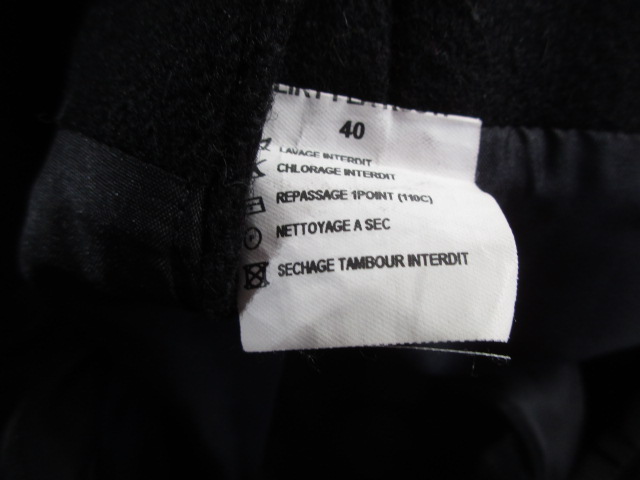 40
LAVAGE INTERDIT
CHLORAGE INTERDIT
REPASSAGE 1POINT (110C)
NETTOYAGE A SEC
SECHAGE TAMBOUR INTERDIT